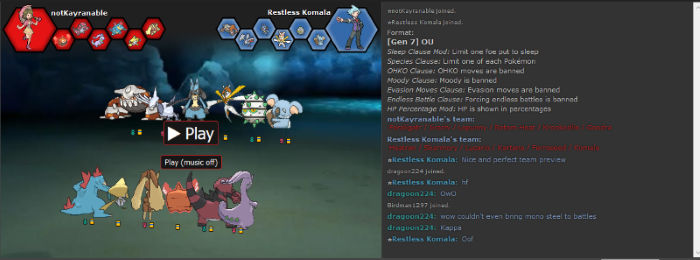 notKayranable
Restless Komala
▶ Play
Play (music off)
☆notKayranable joined.
☆Restless Komala joined.
Format:
[Gen 7] OU
Sleep Clause Mod: Limit one foe put to sleep
Species Clause: Limit one of each Pokémon
OHKO Clause: OHKO moves are banned
Moody Clause: Moody is banned
Evasion Moves Clause: Evasion moves are banned
Endless Battle Clause: Forcing endless battles is banned
HP Percentage Mod: HP is shown in percentages
notKayranable's team:
Restless Komala's team:
★Restless Komala: Nice and perfect team preview
dragoon224 joined.
★Restless Komala: hf
dragoon224: OwO
Birdman1297 joined.
dragoon224: wow couldn't even bring mono steel to battles
dragoon224: Kappa
★Restless Komala: Oof